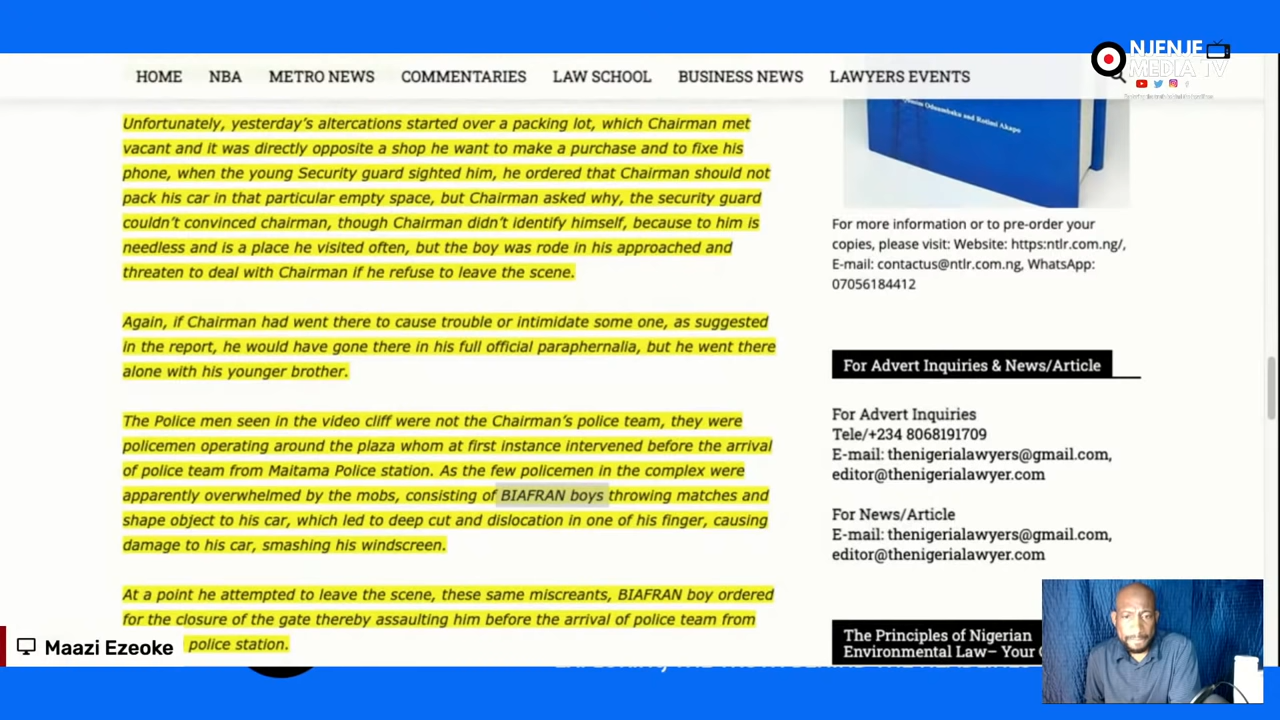 NJENJE
MEDIA TV
HOME NBA METRO NEWS COMMENTARIES LAW SCHOOL BUSINESS NEWS LAWYERS EVENTS
Unfortunately, yesterday's altercations started over a packing lot, which Chairman met
vacant and it was directly opposite a shop he want to make a purchase and to fixe his
phone, when the young Security guard sighted him, he ordered that Chairman should not
pack his car in that particular empty space, but Chairman asked why, the security guard
couldn't convinced chairman, though Chairman didn't identify himself, because to him is
needless and is a place he visited often, but the boy was rode in his approached and
threaten to deal with Chairman if he refuse to leave the scene.
Again, if Chairman had went there to cause trouble or intimidate some one, as suggested
in the report, he would have gone there in his full official paraphernalia, but he went there
alone with his younger brother.
The Police men seen in the video cliff were not the Chairman's police team, they were
policemen operating around the plaza whom at first instance intervened before the arrival
of police team from Maitama Police station. As the few policemen in the complex were
apparently overwhelmed by the mobs, consisting of BIAFRAN boys throwing matches and
shape object to his car, which led to deep cut and dislocation in one of his finger, causing
damage to his car, smashing his windscreen.
At a point he attempted to leave the scene, these same miscreants, BIAFRAN boy ordered
for the closure of the gate thereby assaulting him before the arrival of police team from
police station.
Maazi Ezeoke
and Rotimi Akapo
For more information or to pre-order your
copies, please visit: Website: https:ntlr.com.ng/,
E-mail: contactus@ntlr.com.ng, WhatsApp:
07056184412
For Advert Inquiries & News/Article
For Advert Inquiries
Tele/+234 8068191709
E-mail: thenigerialawyers@gmail.com,
editor@thenigerialawyer.com
For News/Article
E-mail: thenigerialawyers@gmail.com,
editor@thenigerialawyer.com
The Principles of Nigerian
Environmental Law– Your